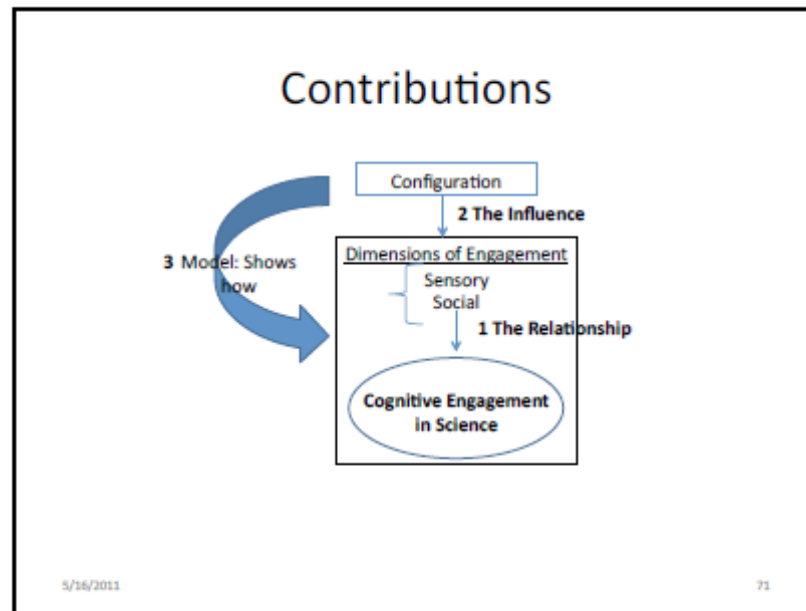 Contributions
Configuration
2 The Influence
Dimensions of Engagement
Sensory
Social
3 Model: Shows
how
1 The Relationship
Cognitive Engagement
in Science
5/16/2011
71